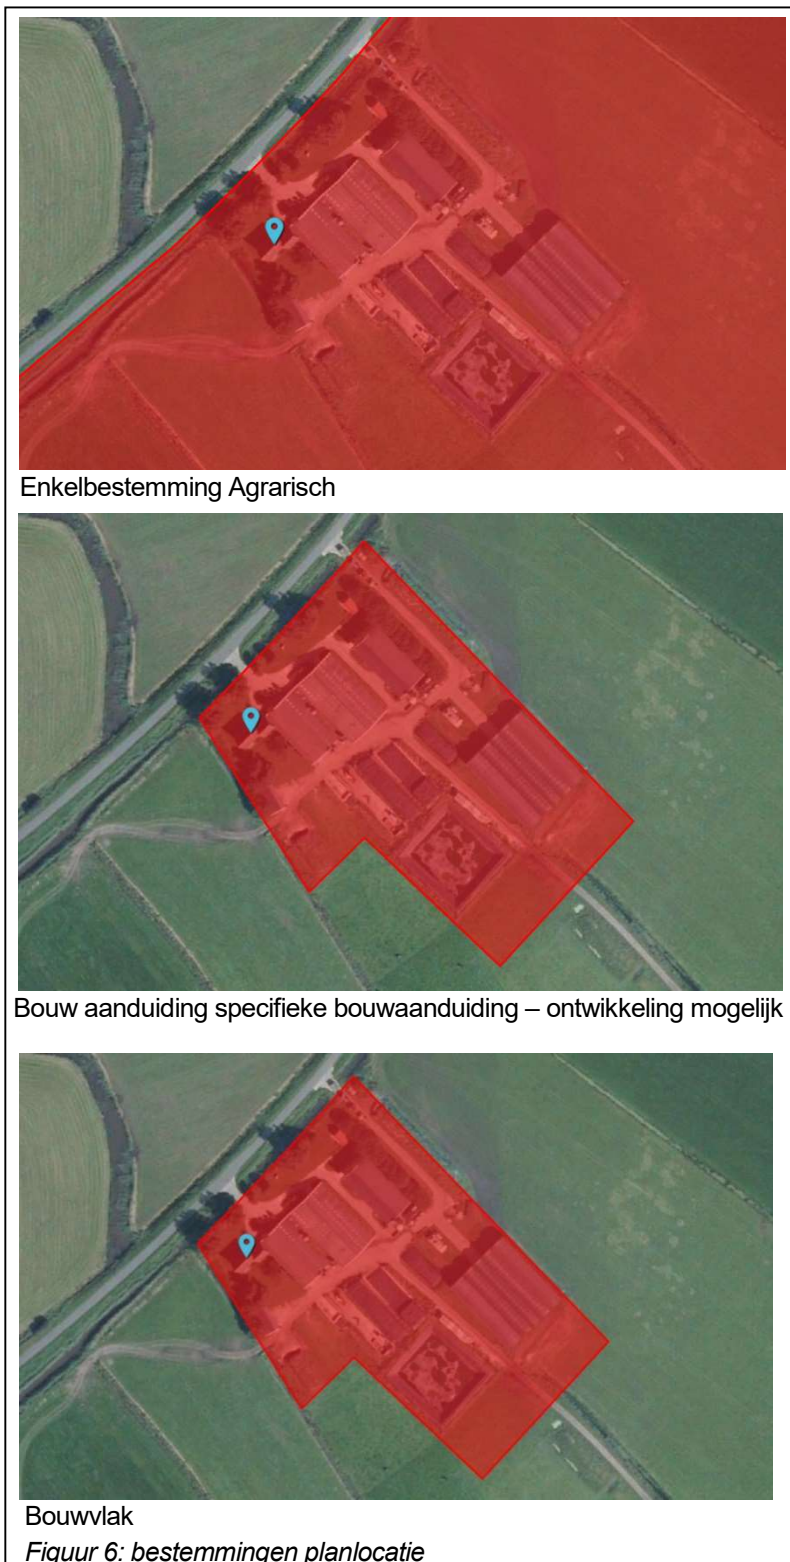 Enkelbestemming Agrarisch
Bouw aanduiding specifieke bouwaanduiding – ontwikkeling mogelijk
Bouwvlak
Figuur 6: bestemmingen planlocatie